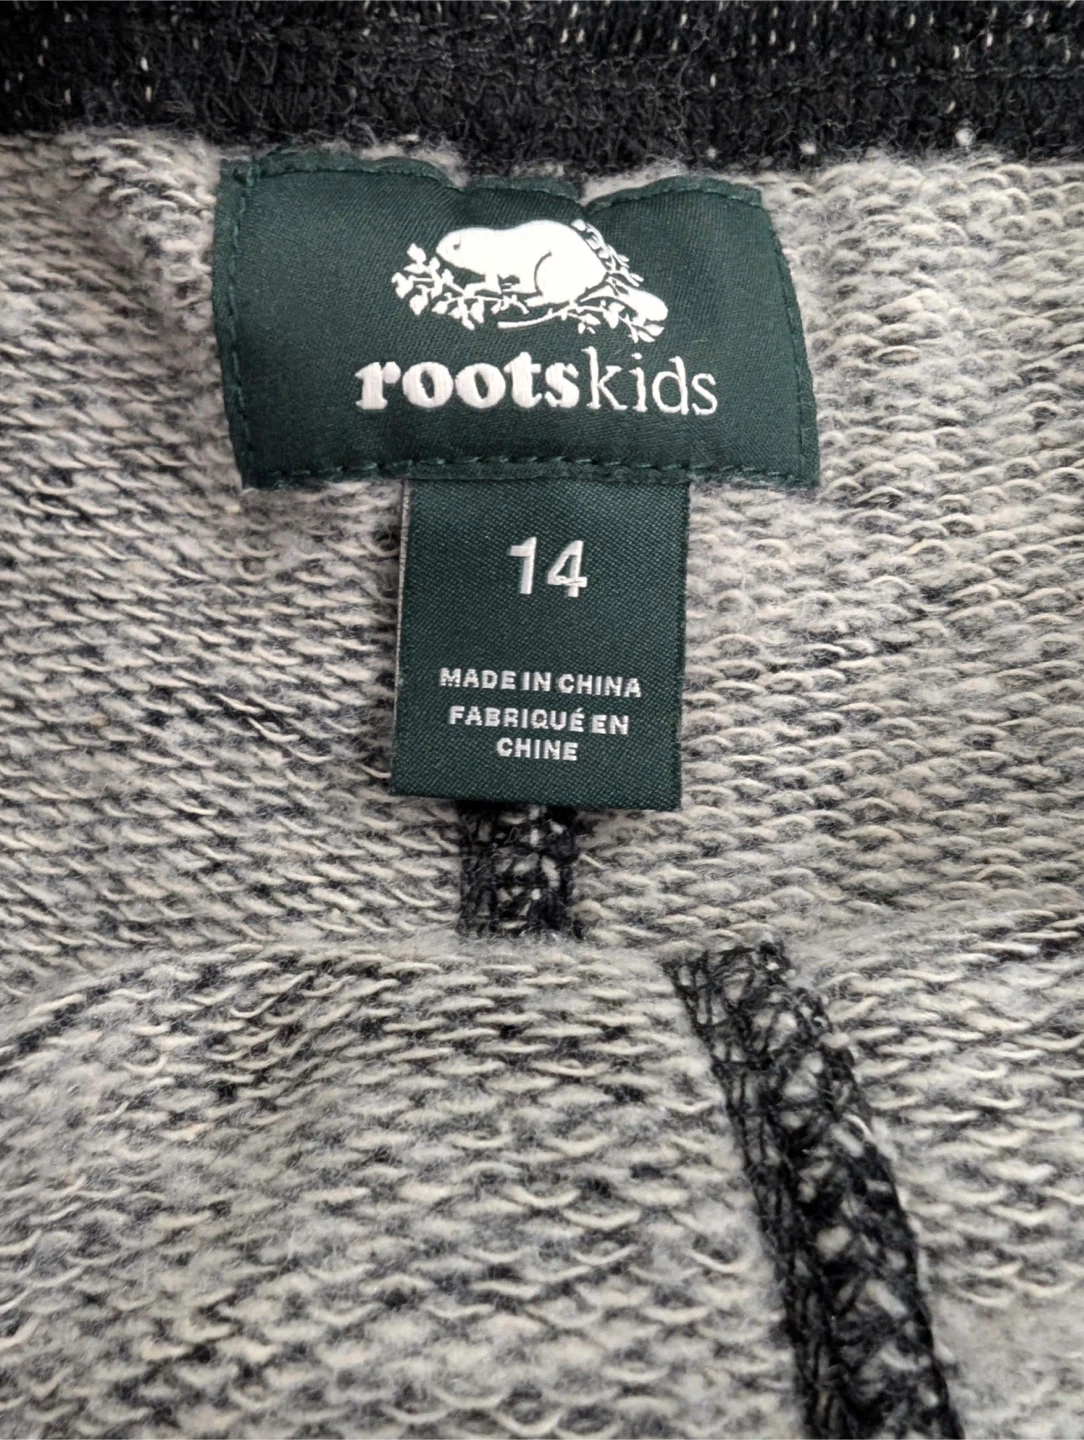 rootskids
14
MADE IN CHINA
FABRIQUÉ EN
CHINE